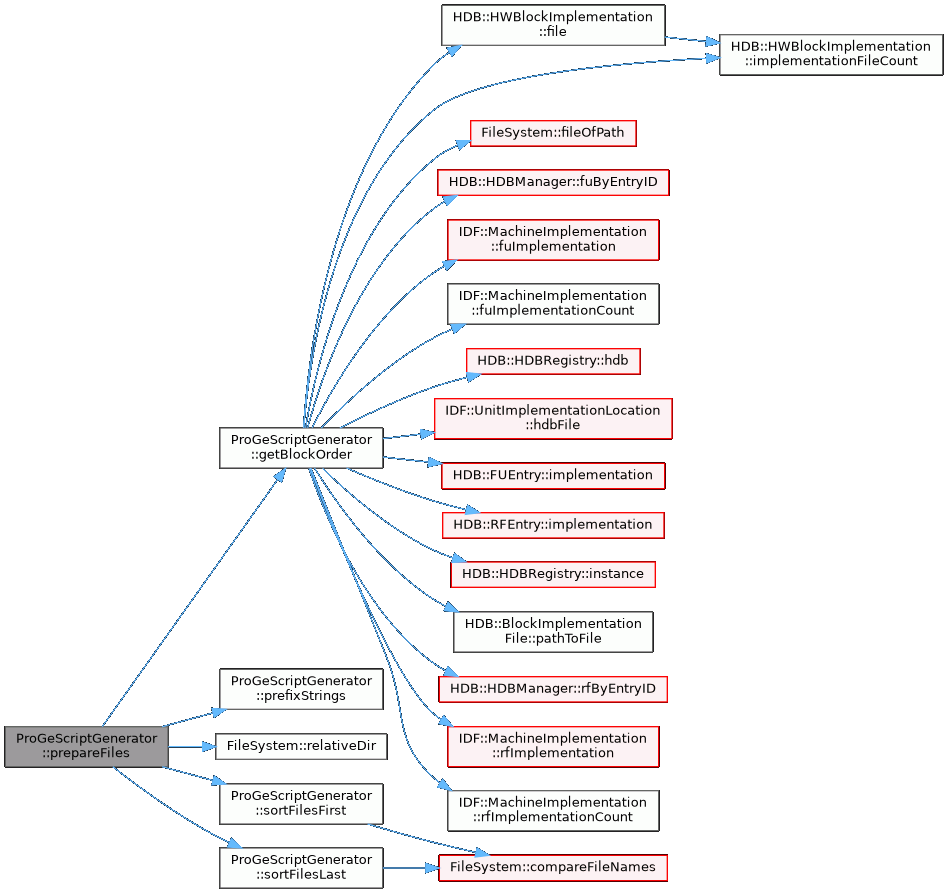 HDB::HWBlockImplementation
::file
HDB::HWBlockImplementation
::implementationFileCount
FileSystem::fileOfPath
HDB::HDBManager::fuByEntryID
IDF::MachineImplementation
::fuImplementation
IDF::MachineImplementation
::fuImplementationCount
HDB::HDBRegistry::hdb
IDF::UnitImplementationLocation
::hdbFile
ProGeScriptGenerator
::getBlockOrder
HDB::FUEntry::implementation
HDB::RFEntry::implementation
HDB::HDBRegistry::instance
HDB::BlockImplementation
File::pathToFile
ProGeScriptGenerator
::prefixStrings
HDB::HDBManager::rfByEntryID
ProGeScriptGenerator
::prepareFiles
FileSystem::relativeDir
IDF::MachineImplementation
::rfImplementation
ProGeScriptGenerator
::sortFilesFirst
IDF::MachineImplementation
::rfImplementationCount
ProGeScriptGenerator
::sortFilesLast
FileSystem::compareFileNames